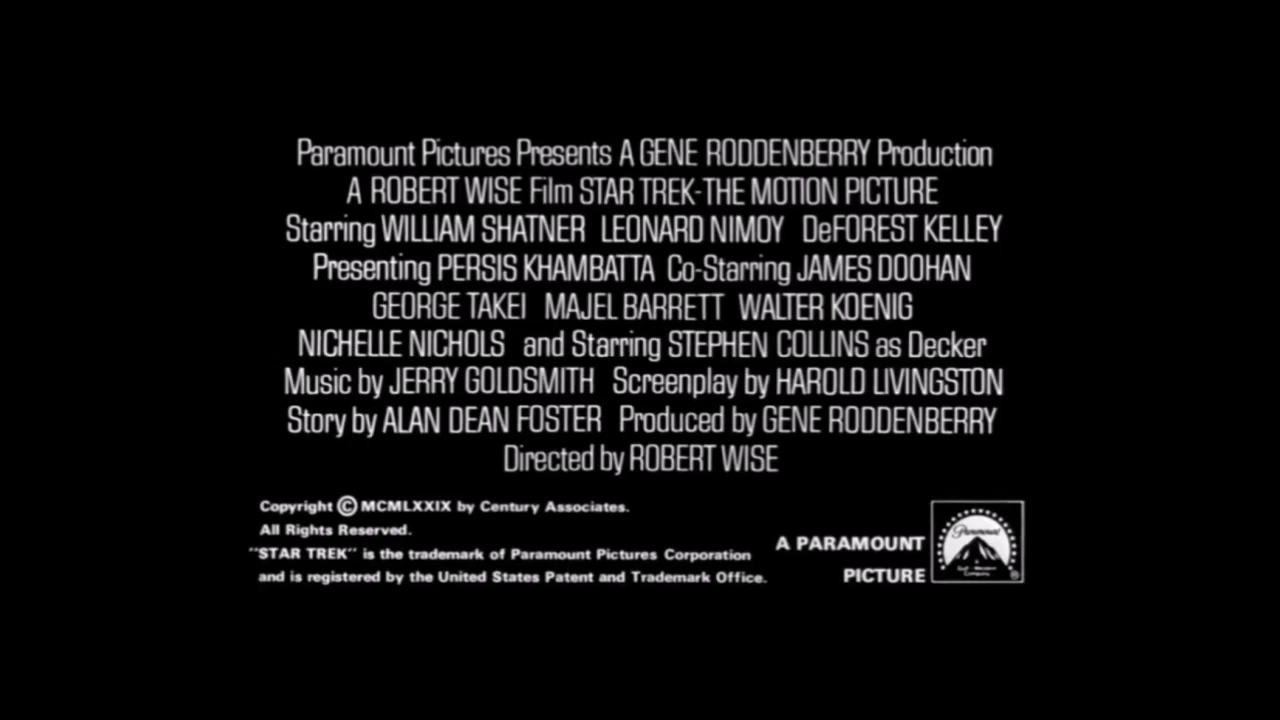 Paramount Pictures Presents A GENE RODDENBERRY Production
A ROBERT WISE Film STAR TREK-THE MOTION PICTURE
Starring WILLIAM SHATNER LEONARD NIMOY DeFOREST KELLEY
Presenting PERSIS KHAMBATTA Co-Starring JAMES DOOHAN
GEORGE TAKEI MAJEL BARRETT WALTER KOENIG
NICHELLE NICHOLS and Starring STEPHEN COLLINS as Decker
Music by JERRY GOLDSMITH Screenplay by HAROLD LIVINGSTON
Story by ALAN DEAN FOSTER Produced by GENE RODDENBERRY
Directed by ROBERT WISE
Copyright © MCMLXXIX by Century Associates.
All Rights Reserved.
"STAR TREK" is the trademark of Paramount Pictures Corporation
and is registered by the United States Patent and Trademark Office.
A PARAMOUNT
PICTURE
Paramount
Company
®